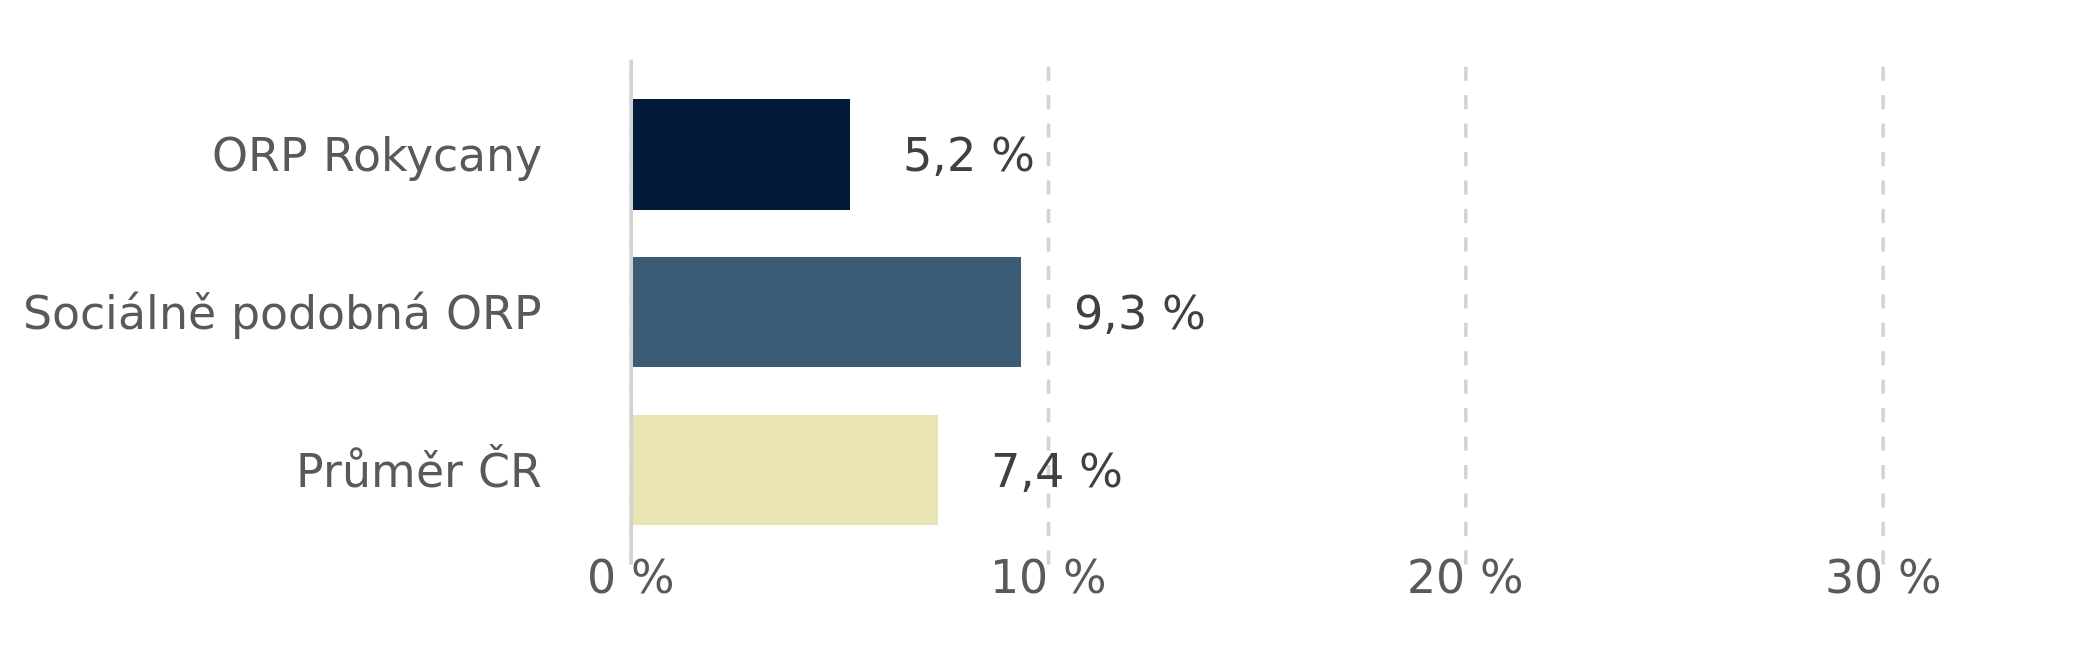 ORP Rokycany 5,2 %
Sociálně podobná ORP 9,3 %
Průměr ČR 7,4 %
0 % 10 % 20 % 30 %